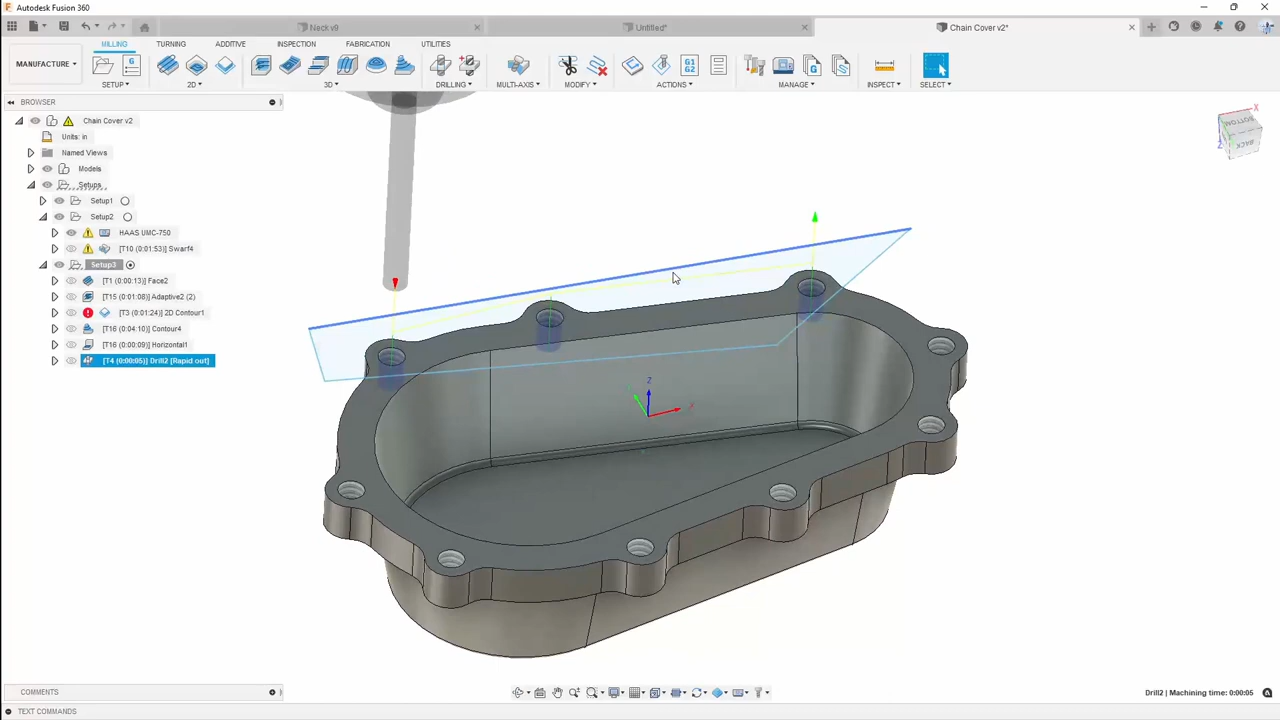 Autodesk Fusion 360
Neck v9
Untitled*
Chain Cover v2*
MANUFACTURE
MILLING
TURNING
ADDITIVE
INSPECTION
FABRICATION
UTILITIES
SETUP
2D
3D
DRILLING
MULTI-AXIS
MODIFY
G1
G2
ACTIONS
MANAGE
INSPECT
SELECT
BROWSER
Chain Cover v2
Units: in
Named Views
Models
Setups
Setup1
Setup2
HAAS UMC-750
[T10 (0:01:53) Swarf4
Setup3
[T1 (0:00:13)] Face2
[T15 (0:01:08)] Adaptive2 (2)
[T3 (0:01:24)] 2D Contour1
[T16 (0:04:10)] Contour4
[T16 (0:00:09)] Horizontal1
[T4 (0:00:05)] Drill2 [Rapid out]
X
BOTTOM
BACK
Z
Z
X
COMMENTS
Drill2 | Machining time: 0:00:05
TEXT COMMANDS